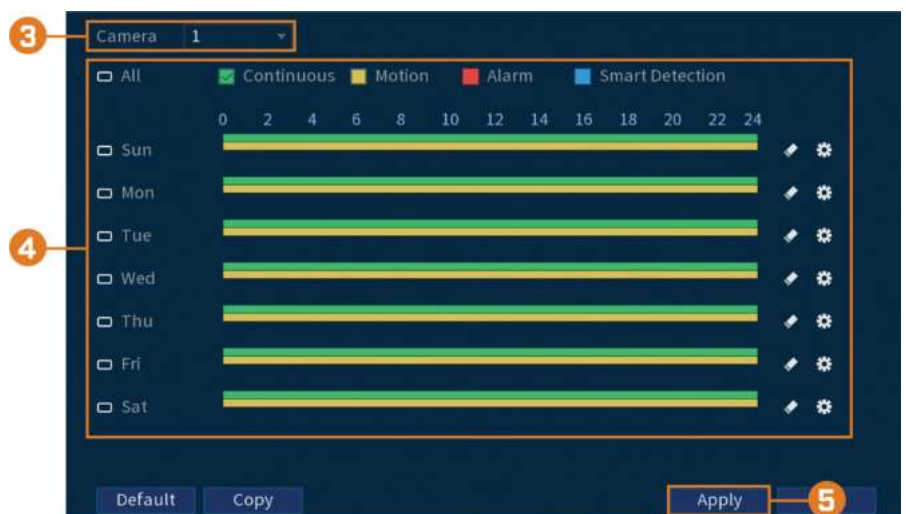 3 Camera 1
All Continuous Motion Alarm Smart Detection
0 2 4 6 8 10 12 14 16 18 20 22 24
Sun
Mon
4 Tue
Wed
Thu
Fri
Sat
Default Copy Apply 5